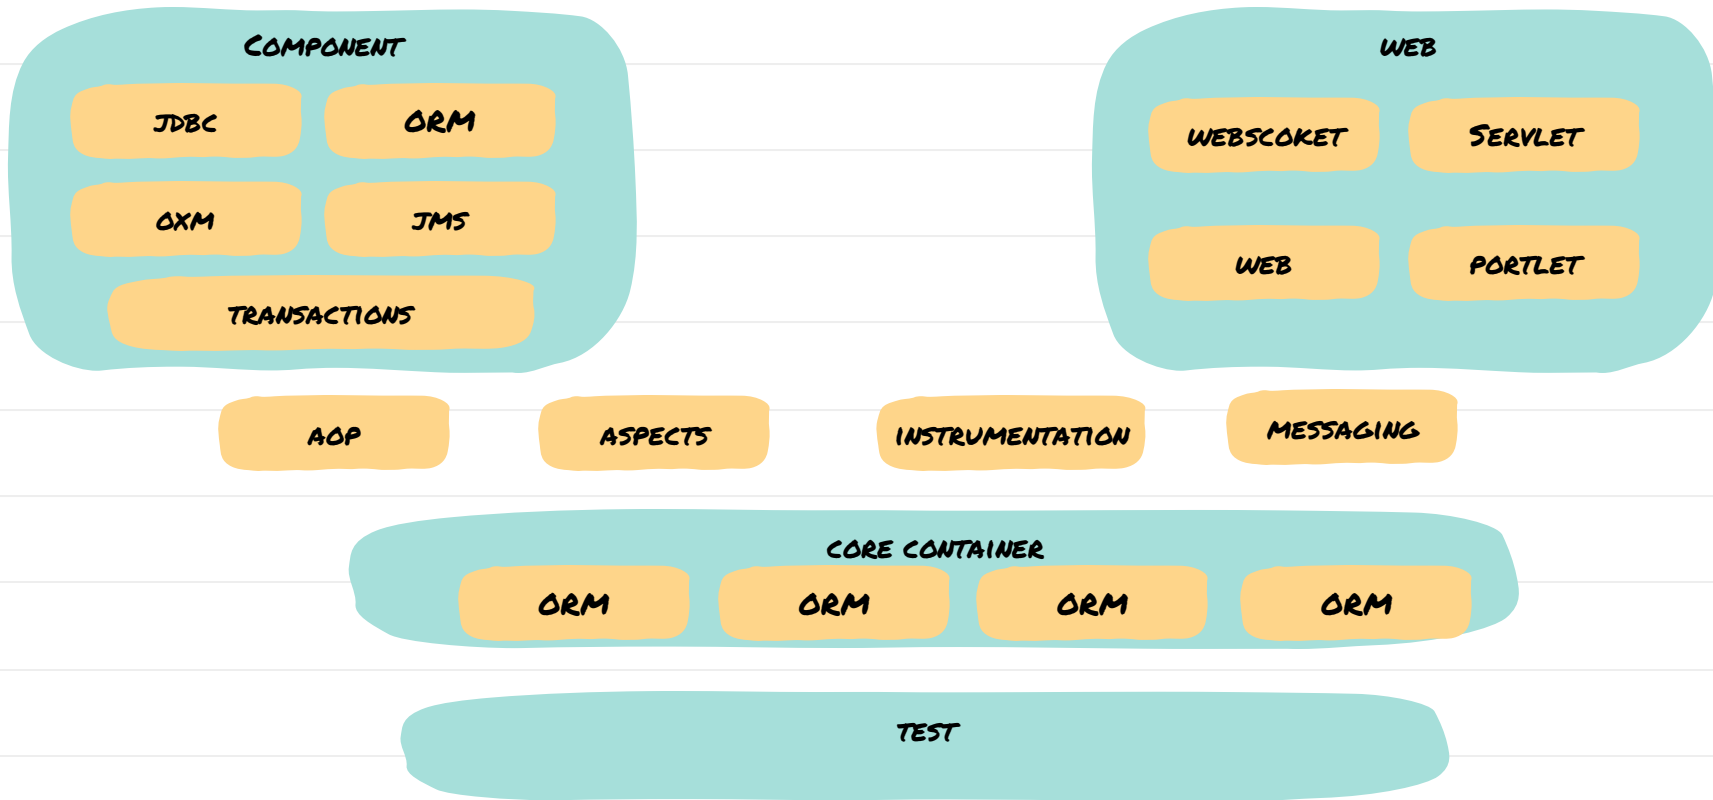 COMPONENT
JDBC
ORM
OXM
JMS
TRANSACTIONS
WEB
WEBSCOKET
SERVLET
WEB
PORTLET
AOP
ASPECTS
INSTRUMENTATION
MESSAGING
CORE CONTAINER
ORM
ORM
ORM
ORM
TEST